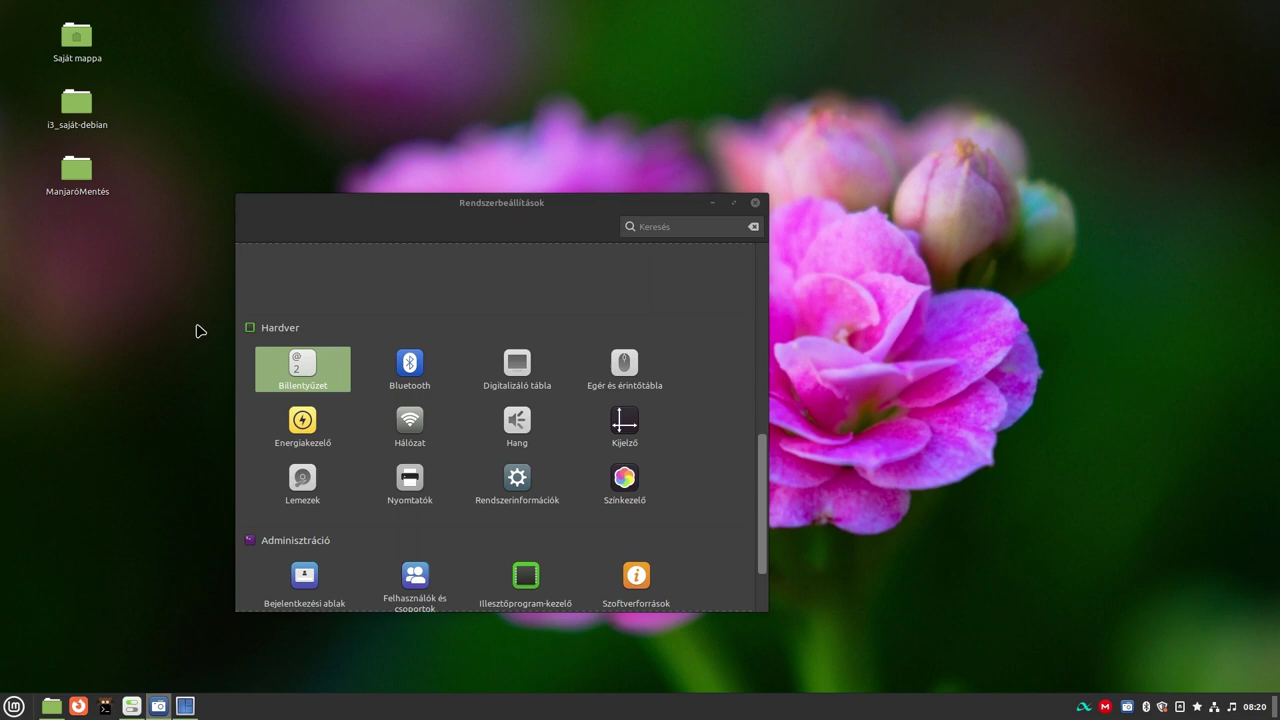 Saját mappa
i3_saját-debian
ManjaróMentés
Rendszerbeállítások
Keresés
Hardver
@
2
Billentyűzet
Bluetooth
Digitalizáló tábla
Egér és érintőtábla
Energiakezelő
Hálózat
Hang
Kijelző
Lemezek
Nyomtatók
Rendszerinformációk
Színkezelő
Adminisztráció
Bejelentkezési ablak
Felhasználók és
csoportok
Illesztőprogram-kezelő
Szoftverforrások
08:20